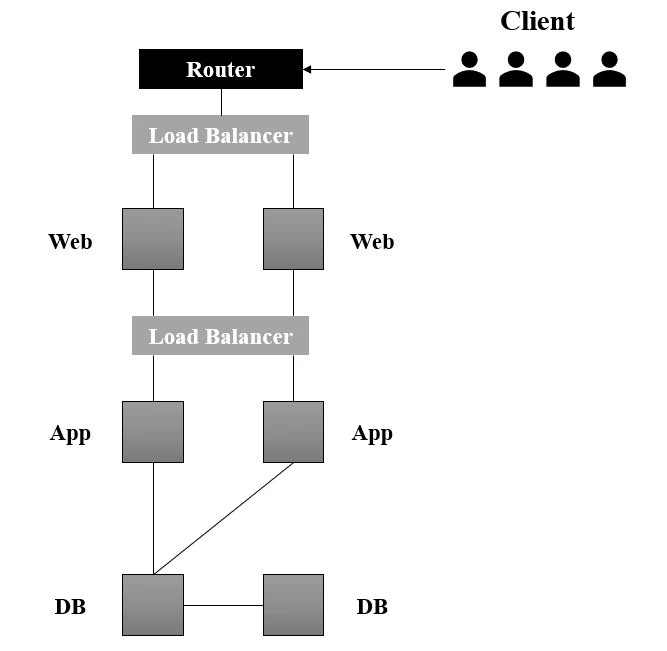 Client
Router
Load Balancer
Web
Web
Load Balancer
App
App
DB
DB